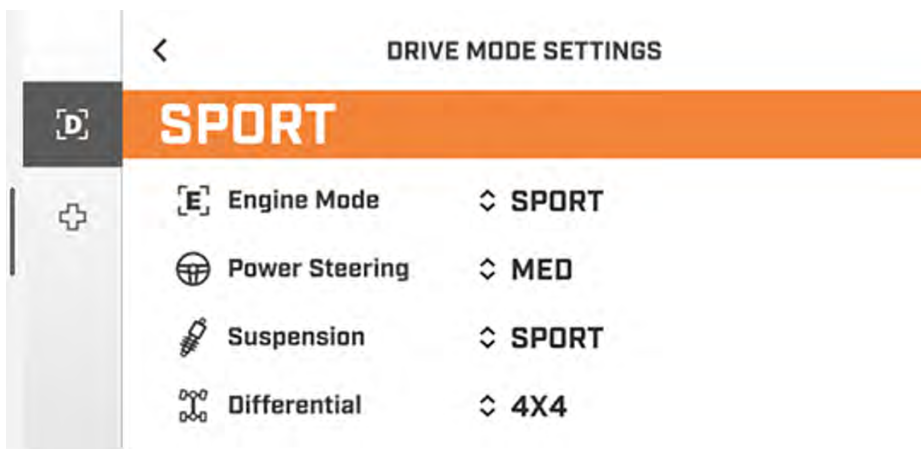 DRIVE MODE SETTINGS
[D] SPORT
[E] Engine Mode SPORT
Power Steering MED
Suspension SPORT
Differential 4X4